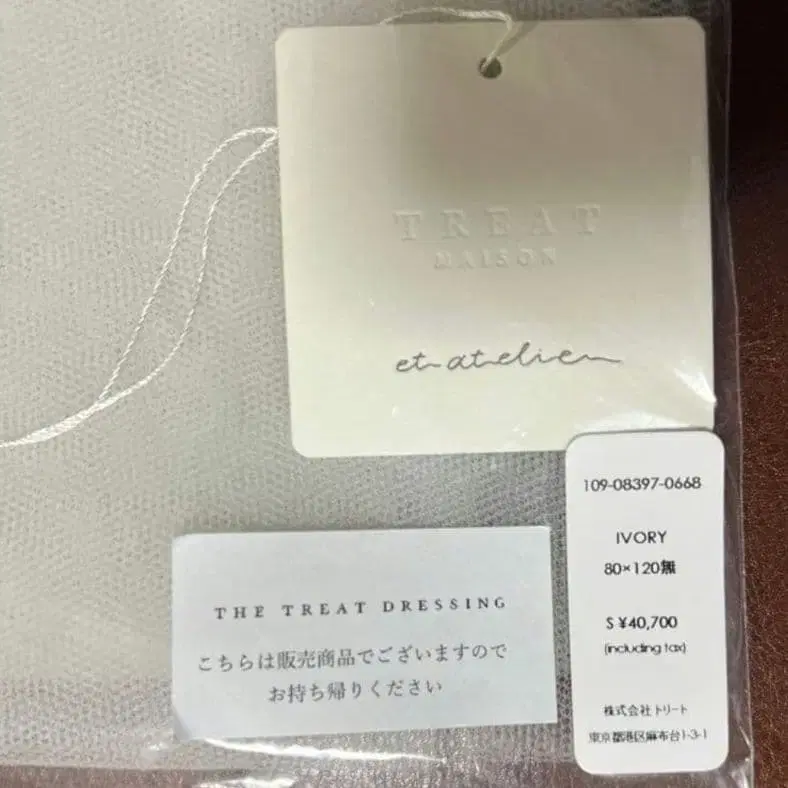 TREAT
MAISON
et atelier
THE TREAT DRESSING
こちらは販売商品でございますので
お持ち帰りください
109-08397-0668
IVORY
80×120無
S ¥40,700
(including tax)
株式会社トリート
東京都港区麻布台1-3-1